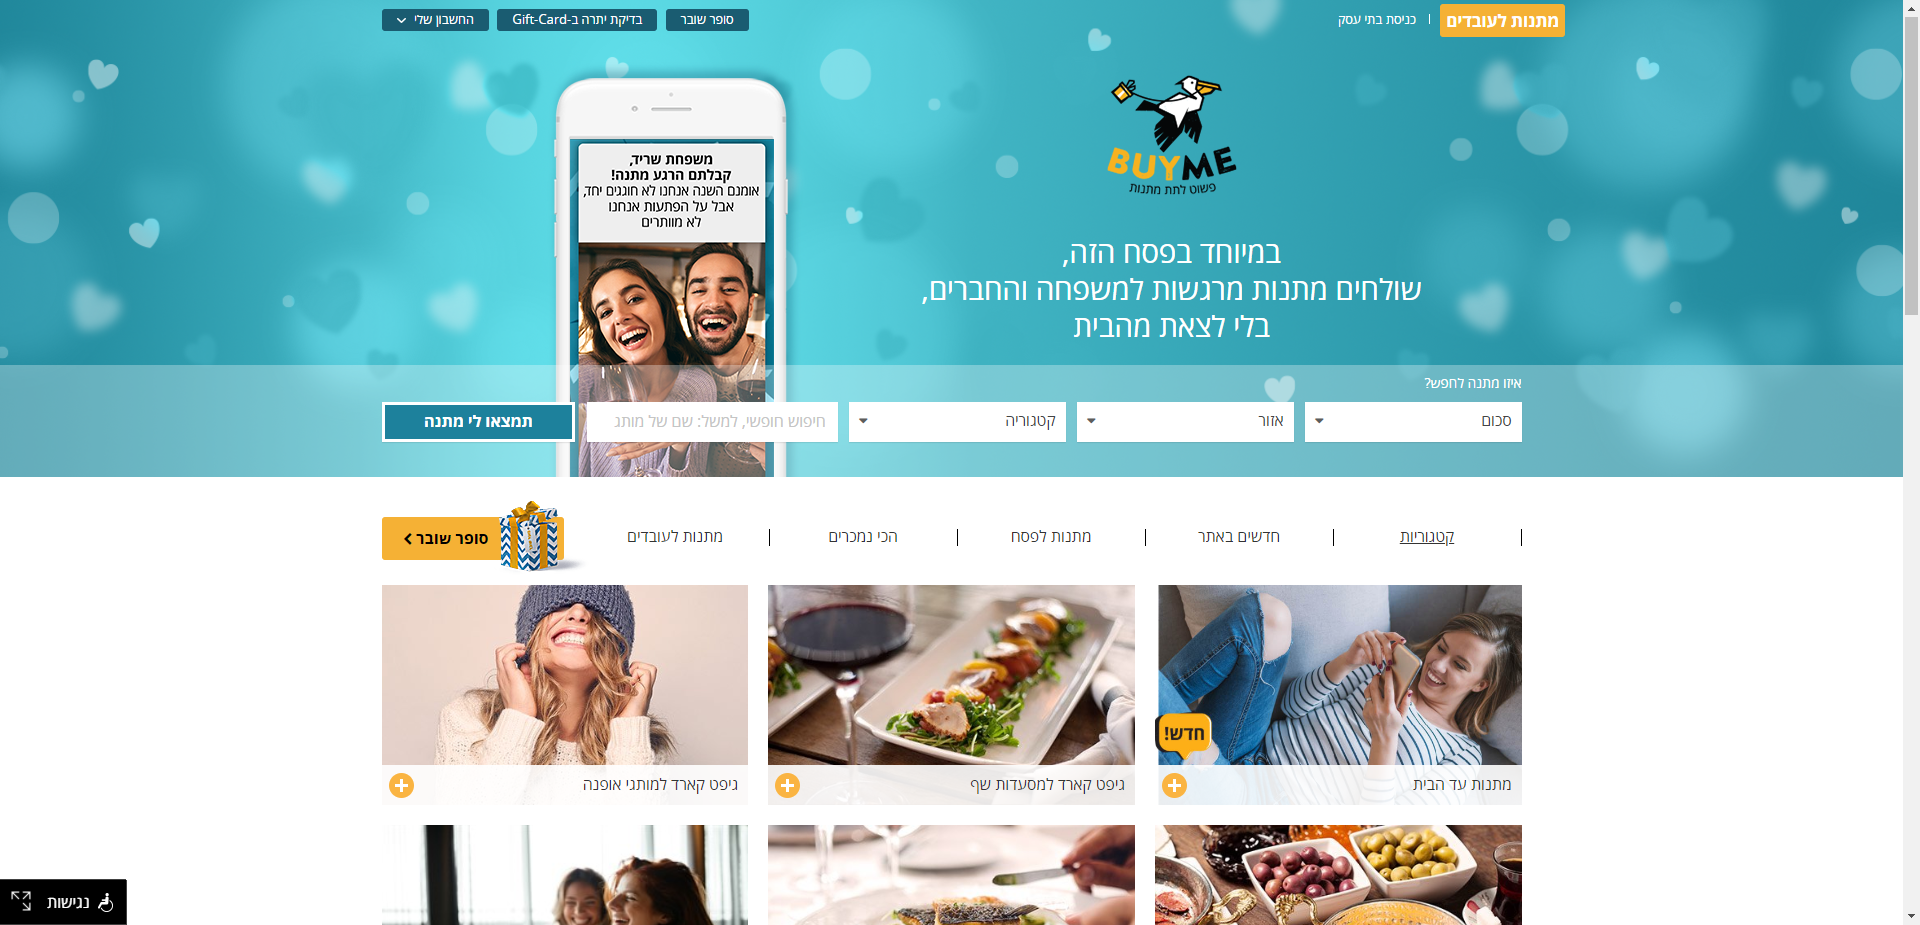 מתנות לעובדים
כניסת בתי עסק
סופר שובר
בדיקת יתרה ב-Gift-Card
החשבון שלי
BUYME
פשוט לתת מתנות
במיוחד בפסח הזה,
שולחים מתנות מרגשות למשפחה והחברים,
בלי לצאת מהבית
משפחת שריד,
קבלתם הרגע מתנה!
אומנם השנה אנחנו לא חוגגים יחד,
אבל על הפתעות אנחנו
לא מוותרים
איזו מתנה לחפש?
סכום
אזור
קטגוריה
חיפוש חופשי, למשל: שם של מותג
תמצאו לי מתנה
קטגוריות
חדשים באתר
מתנות לפסח
הכי נמכרים
מתנות לעובדים
סופר שובר
חדש!
מתנות עד הבית
גיפט קארד למסעדות שף
גיפט קארד למותגי אופנה
נגישות